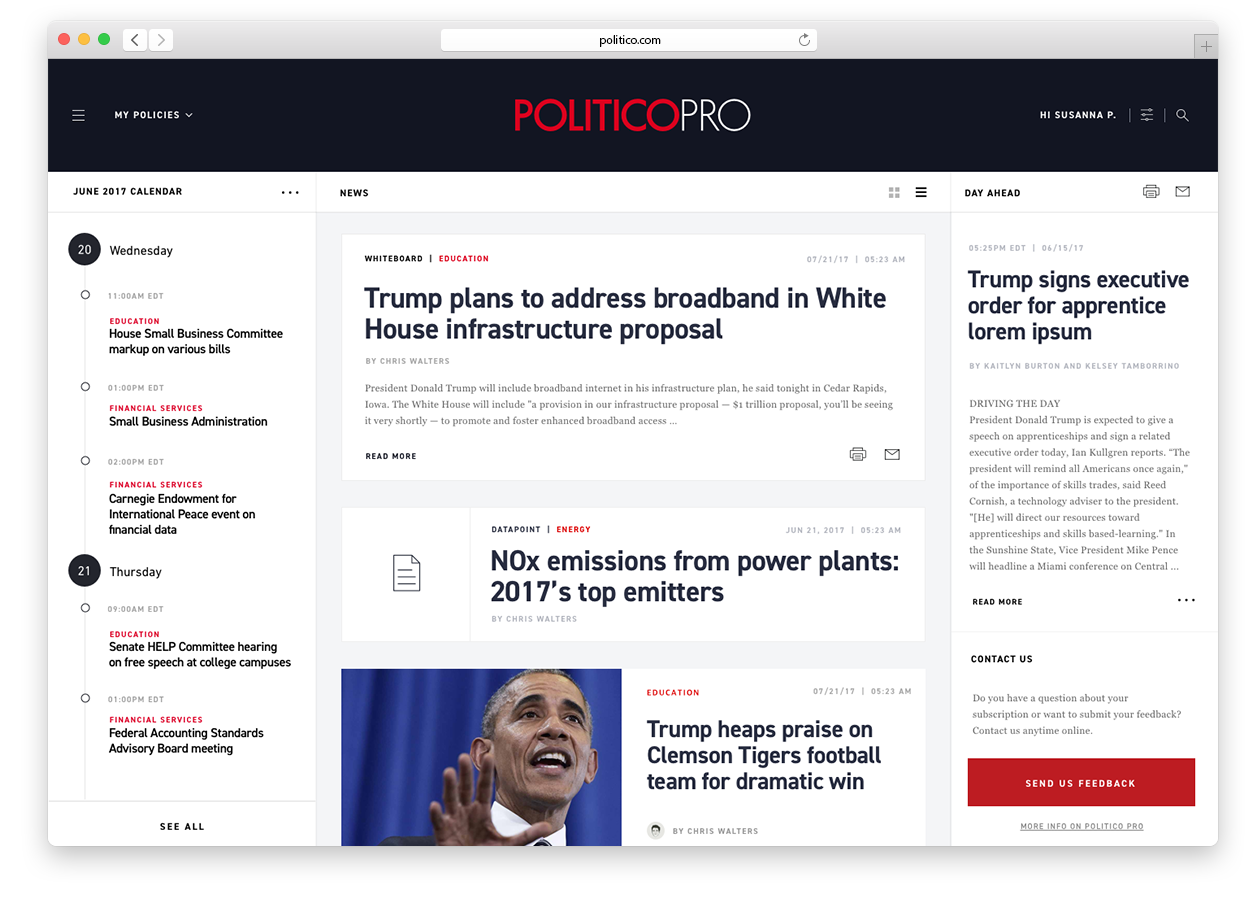 politico.com
MY POLICIES
POLITICOPRO
HI SUSANNA P.
JUNE 2017 CALENDAR
20 Wednesday
11:00AM EDT
EDUCATION
House Small Business Committee
markup on various bills
01:00PM EDT
FINANCIAL SERVICES
Small Business Administration
02:00PM EDT
FINANCIAL SERVICES
Carnegie Endowment for
International Peace event on
financial data
21 Thursday
09:00AM EDT
EDUCATION
Senate HELP Committee hearing
on free speech at college campuses
01:00PM EDT
FINANCIAL SERVICES
Federal Accounting Standards
Advisory Board meeting
SEE ALL
NEWS
WHITEBOARD | EDUCATION
07/21/17 | 05:23 AM
Trump plans to address broadband in White
House infrastructure proposal
BY CHRIS WALTERS
President Donald Trump will include broadband internet in his infrastructure plan, he said tonight in Cedar Rapids,
Iowa. The White House will include "a provision in our infrastructure proposal — $1 trillion proposal, you'll be seeing
it very shortly — to promote and foster enhanced broadband access ...
READ MORE
DATAPOINT | ENERGY
JUN 21, 2017 | 05:23 AM
NOx emissions from power plants:
2017's top emitters
BY CHRIS WALTERS
EDUCATION
07/21/17 | 05:23 AM
Trump heaps praise on
Clemson Tigers football
team for dramatic win
BY CHRIS WALTERS
DAY AHEAD
05:25PM EDT | 06/15/17
Trump signs executive
order for apprentice
lorem ipsum
BY KAITLYN BURTON AND KELSEY TAMBORRINO
DRIVING THE DAY
President Donald Trump is expected to give a
speech on apprenticeships and sign a related
executive order today, Ian Kullgren reports. “The
president will remind all Americans once again,”
of the importance of skills trades, said Reed
Cornish, a technology adviser to the president.
"[He] will direct our resources toward
apprenticeships and skills based-learning." In
the Sunshine State, Vice President Mike Pence
will headline a Miami conference on Central ...
READ MORE
CONTACT US
Do you have a question about your
subscription or want to submit your feedback?
Contact us anytime online.
SEND US FEEDBACK
MORE INFO ON POLITICO PRO